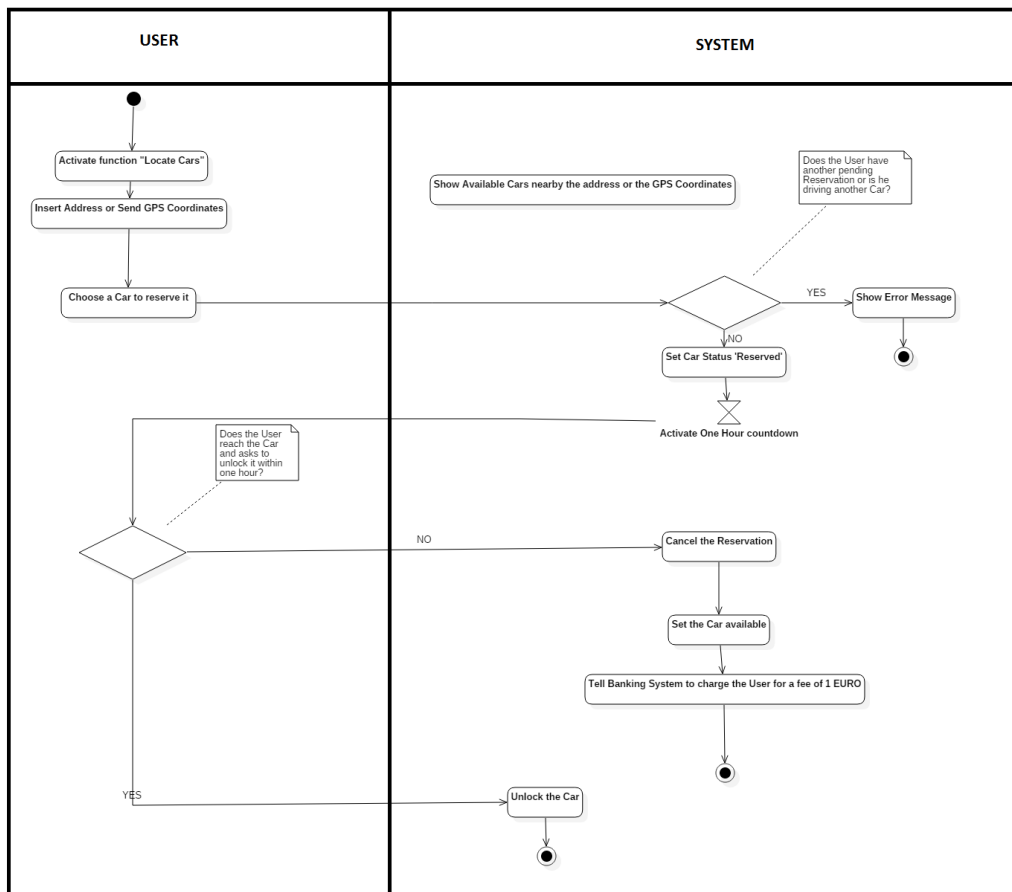 USER
SYSTEM
Activate function "Locate Cars"
Does the User have
another pending
Reservation or is he
driving another Car?
Show Available Cars nearby the address or the GPS Coordinates
Insert Address or Send GPS Coordinates
Choose a Car to reserve it
YES
Show Error Message
NO
Set Car Status 'Reserved'
Activate One Hour countdown
Does the User
reach the Car
and asks to
unlock it within
one hour?
NO
Cancel the Reservation
Set the Car available
Tell Banking System to charge the User for a fee of 1 EURO
YES
Unlock the Car